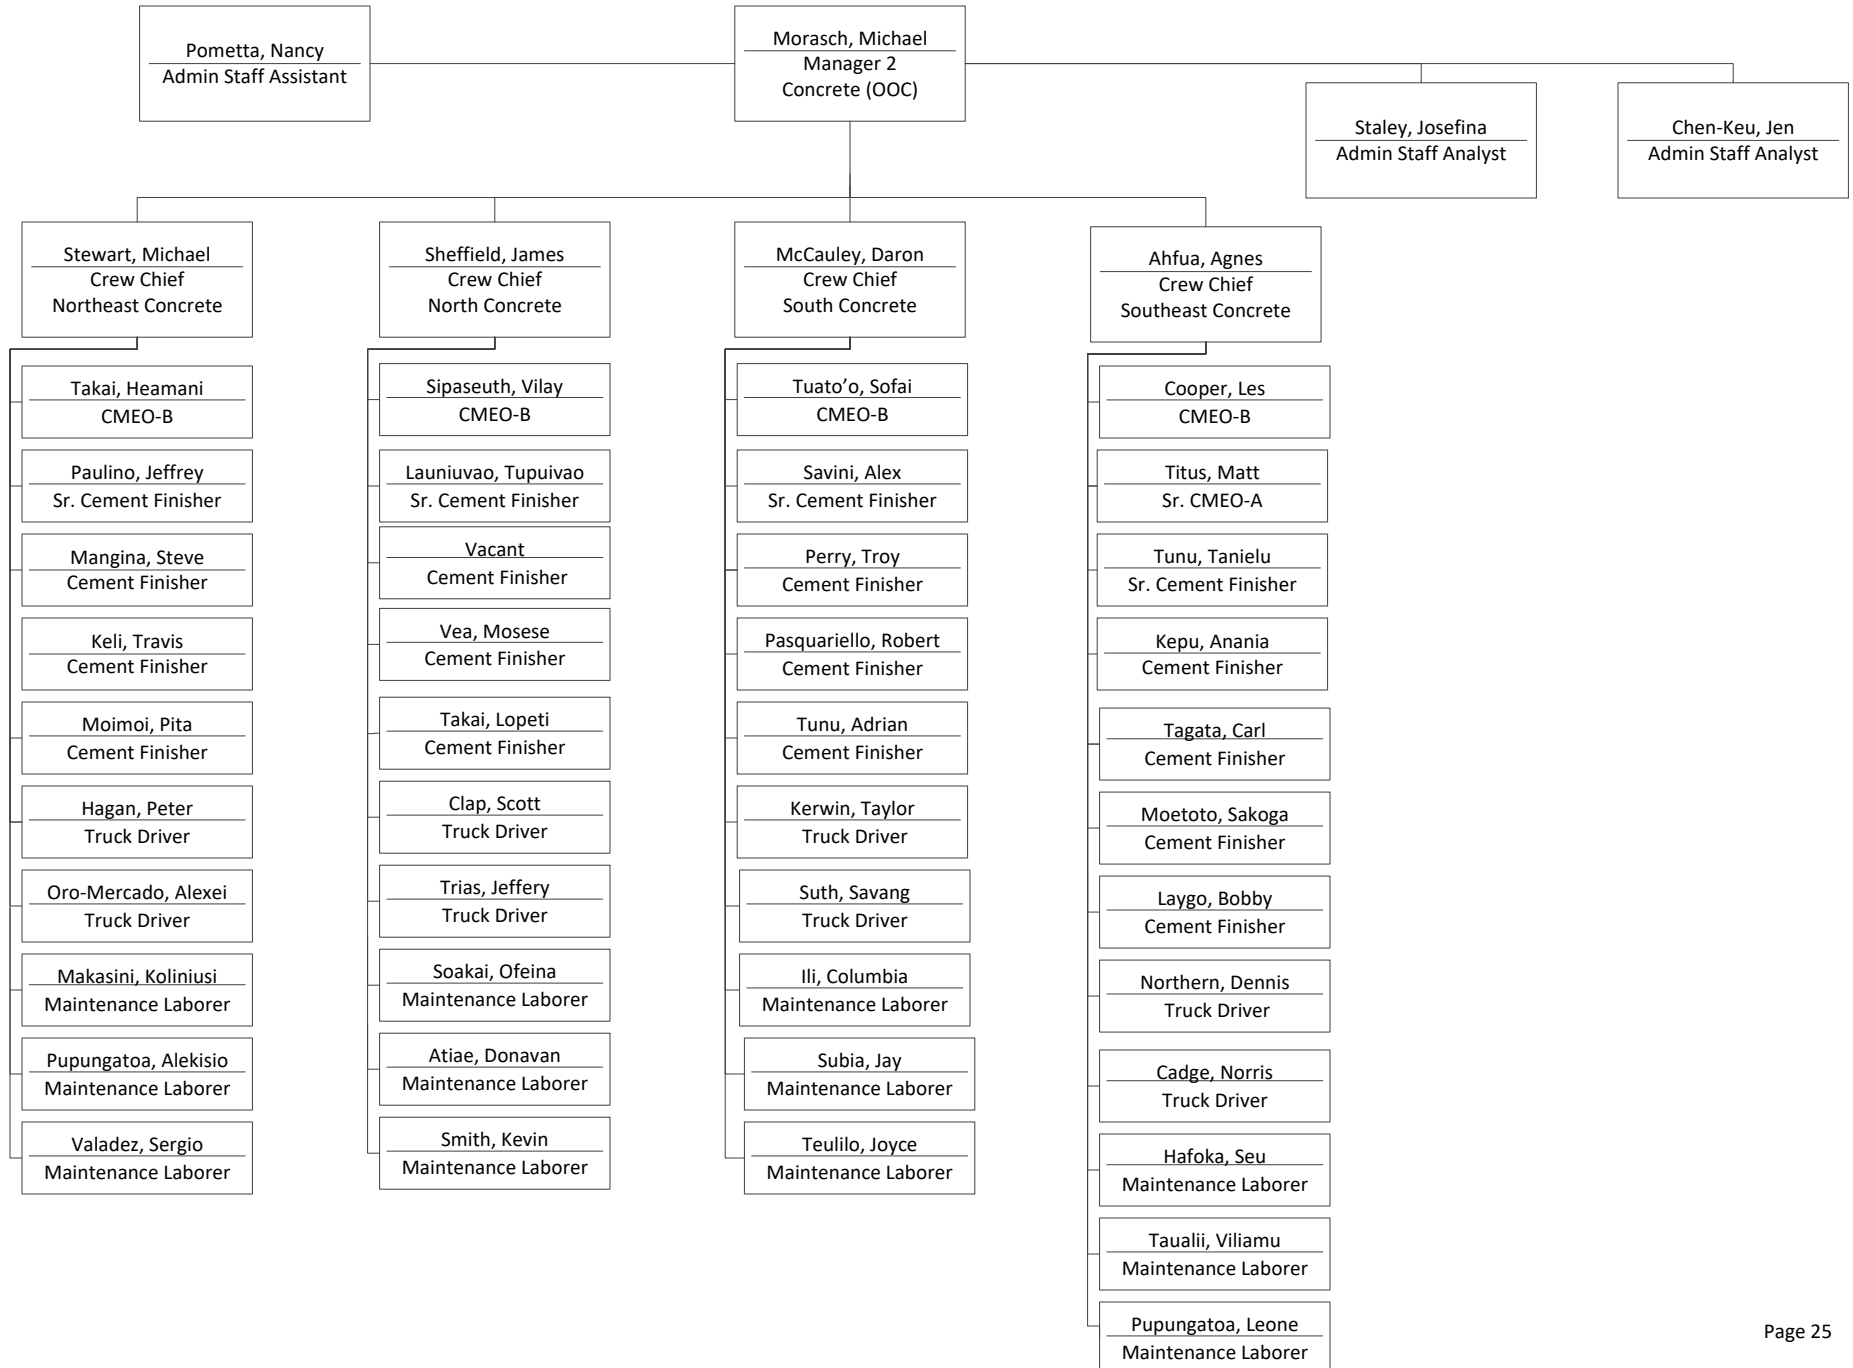 Pometta, Nancy
Admin Staff Assistant
Morasch, Michael
Manager 2
Concrete (OOC)
Staley, Josefina
Admin Staff Analyst
Chen-Keu, Jen
Admin Staff Analyst
Stewart, Michael
Crew Chief
Northeast Concrete
Takai, Heamani
CMEO-B
Paulino, Jeffrey
Sr. Cement Finisher
Mangina, Steve
Cement Finisher
Keli, Travis
Cement Finisher
Moimoi, Pita
Cement Finisher
Hagan, Peter
Truck Driver
Oro-Mercado, Alexei
Truck Driver
Makasini, Koliniusi
Maintenance Laborer
Pupungatoa, Alekisio
Maintenance Laborer
Valadez, Sergio
Maintenance Laborer
Sheffield, James
Crew Chief
North Concrete
Sipaseuth, Vilay
CMEO-B
Launiuvao, Tupuivao
Sr. Cement Finisher
Vacant
Cement Finisher
Vea, Mosese
Cement Finisher
Takai, Lopeti
Cement Finisher
Clap, Scott
Truck Driver
Trias, Jeffery
Truck Driver
Soakai, Ofeina
Maintenance Laborer
Atiae, Donavan
Maintenance Laborer
Smith, Kevin
Maintenance Laborer
McCauley, Daron
Crew Chief
South Concrete
Tuato’o, Sofai
CMEO-B
Savini, Alex
Sr. Cement Finisher
Perry, Troy
Cement Finisher
Pasquariello, Robert
Cement Finisher
Tunu, Adrian
Cement Finisher
Kerwin, Taylor
Truck Driver
Suth, Savang
Truck Driver
Ili, Columbia
Maintenance Laborer
Subia, Jay
Maintenance Laborer
Teulilo, Joyce
Maintenance Laborer
Ahfua, Agnes
Crew Chief
Southeast Concrete
Cooper, Les
CMEO-B
Titus, Matt
Sr. CMEO-A
Tunu, Tanielu
Sr. Cement Finisher
Kepu, Anania
Cement Finisher
Tagata, Carl
Cement Finisher
Moetoto, Sakoga
Cement Finisher
Laygo, Bobby
Cement Finisher
Northern, Dennis
Truck Driver
Cadge, Norris
Truck Driver
Hafoka, Seu
Maintenance Laborer
Taualii, Viliamu
Maintenance Laborer
Pupungatoa, Leone
Maintenance Laborer
Page 25